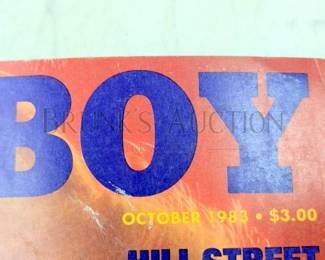 BOY
BRUNK'S AUCTION
OCTOBER 1983 • $3.00
HILL STREET